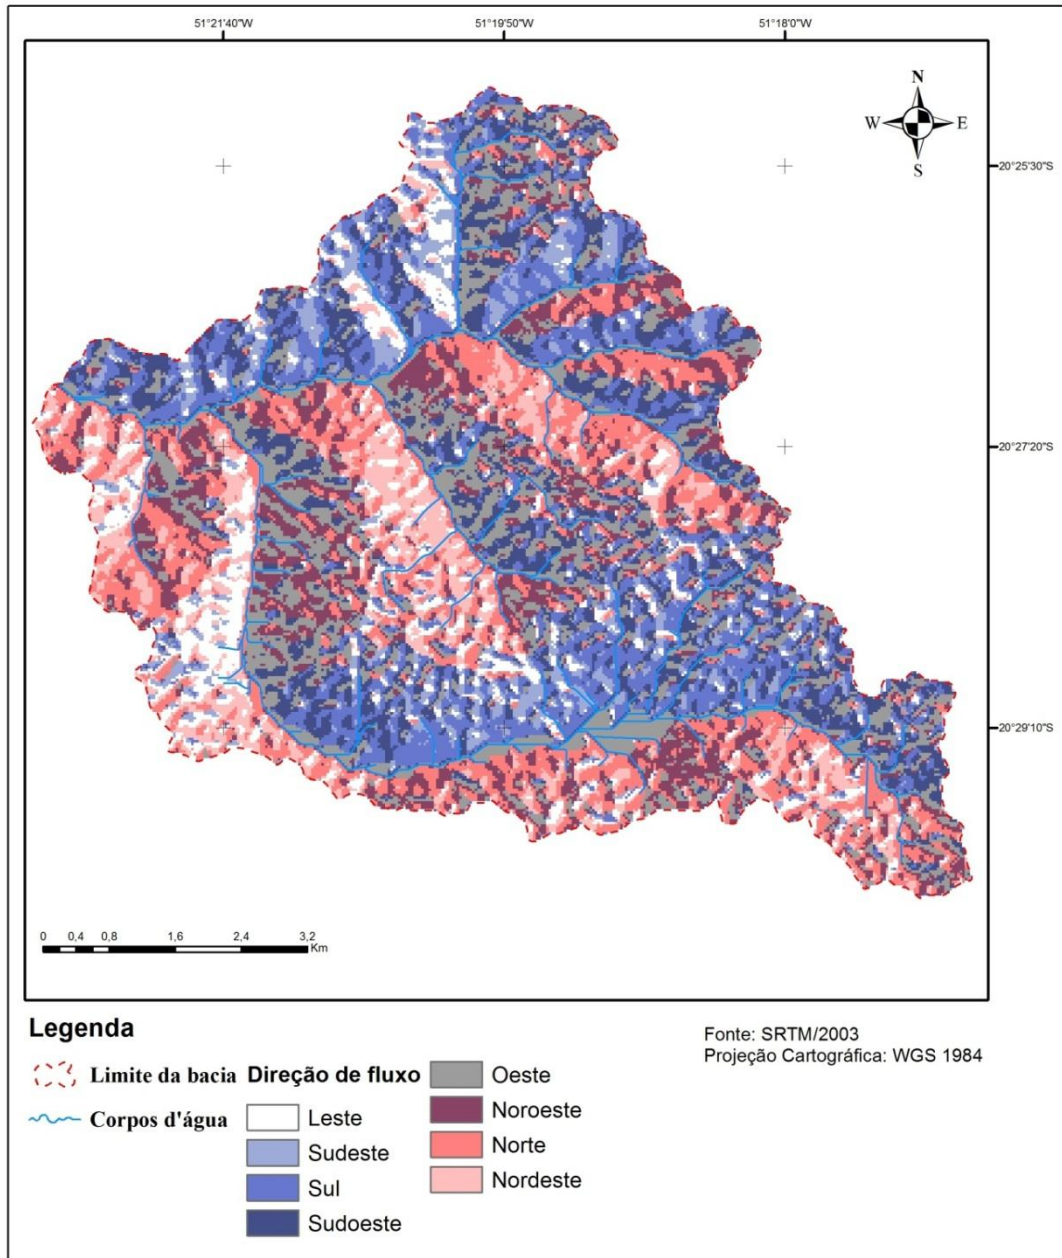 51°21'40"W
51°19'50"W
51°18'0"W
N
W
E
S
20°25'30"S
20°27'20"S
20°29'10"S
0 0,4 0,8 1,6 2,4 3,2
Km
Legenda
Limite da bacia
Corpos d'água
Direção de fluxo
Leste
Sudeste
Sul
Sudoeste
Oeste
Noroeste
Norte
Nordeste
Fonte: SRTM/2003
Projeção Cartográfica: WGS 1984